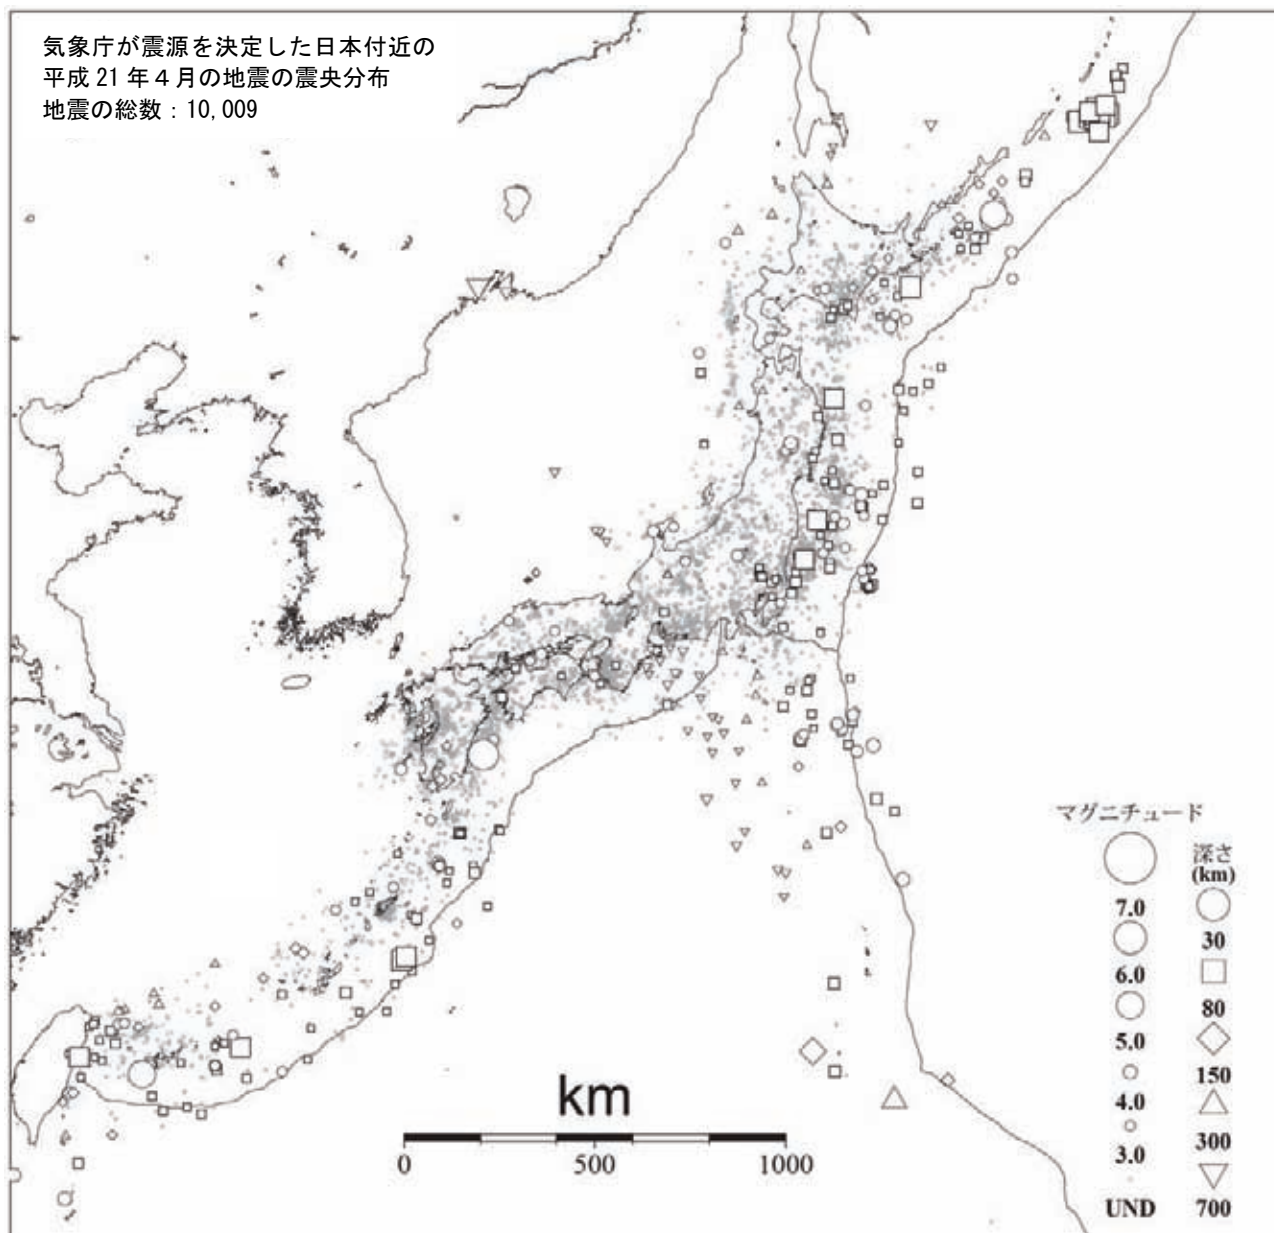 気象庁が震源を決定した日本付近の
平成21年4月の地震の震央分布
地震の総数：10,009
マグニチュード
深さ
(km)
7.0
30
6.0
80
5.0
150
4.0
300
3.0
UND 700
km
0 500 1000